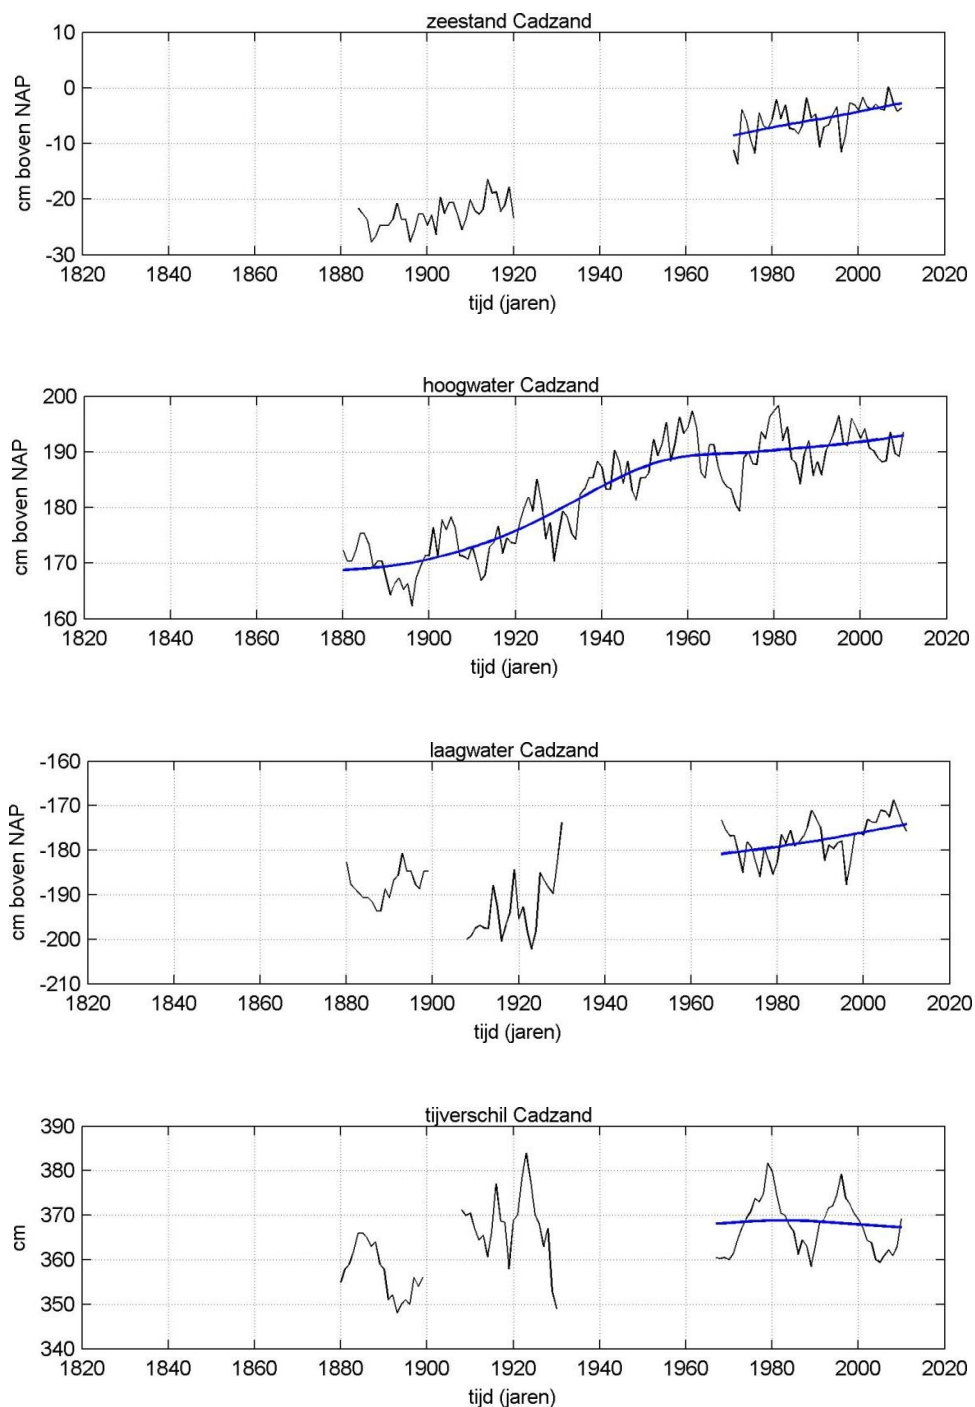 zeestand Cadzand
10
0
-10
-20
-30
cm boven NAP
1820 1840 1860 1880 1900 1920 1940 1960 1980 2000 2020
tijd (jaren)
hoogwater Cadzand
200
190
180
170
160
cm boven NAP
1820 1840 1860 1880 1900 1920 1940 1960 1980 2000 2020
tijd (jaren)
laagwater Cadzand
-160
-170
-180
-190
-200
-210
cm boven NAP
1820 1840 1860 1880 1900 1920 1940 1960 1980 2000 2020
tijd (jaren)
tijverschil Cadzand
390
380
370
360
350
340
cm
1820 1840 1860 1880 1900 1920 1940 1960 1980 2000 2020
tijd (jaren)